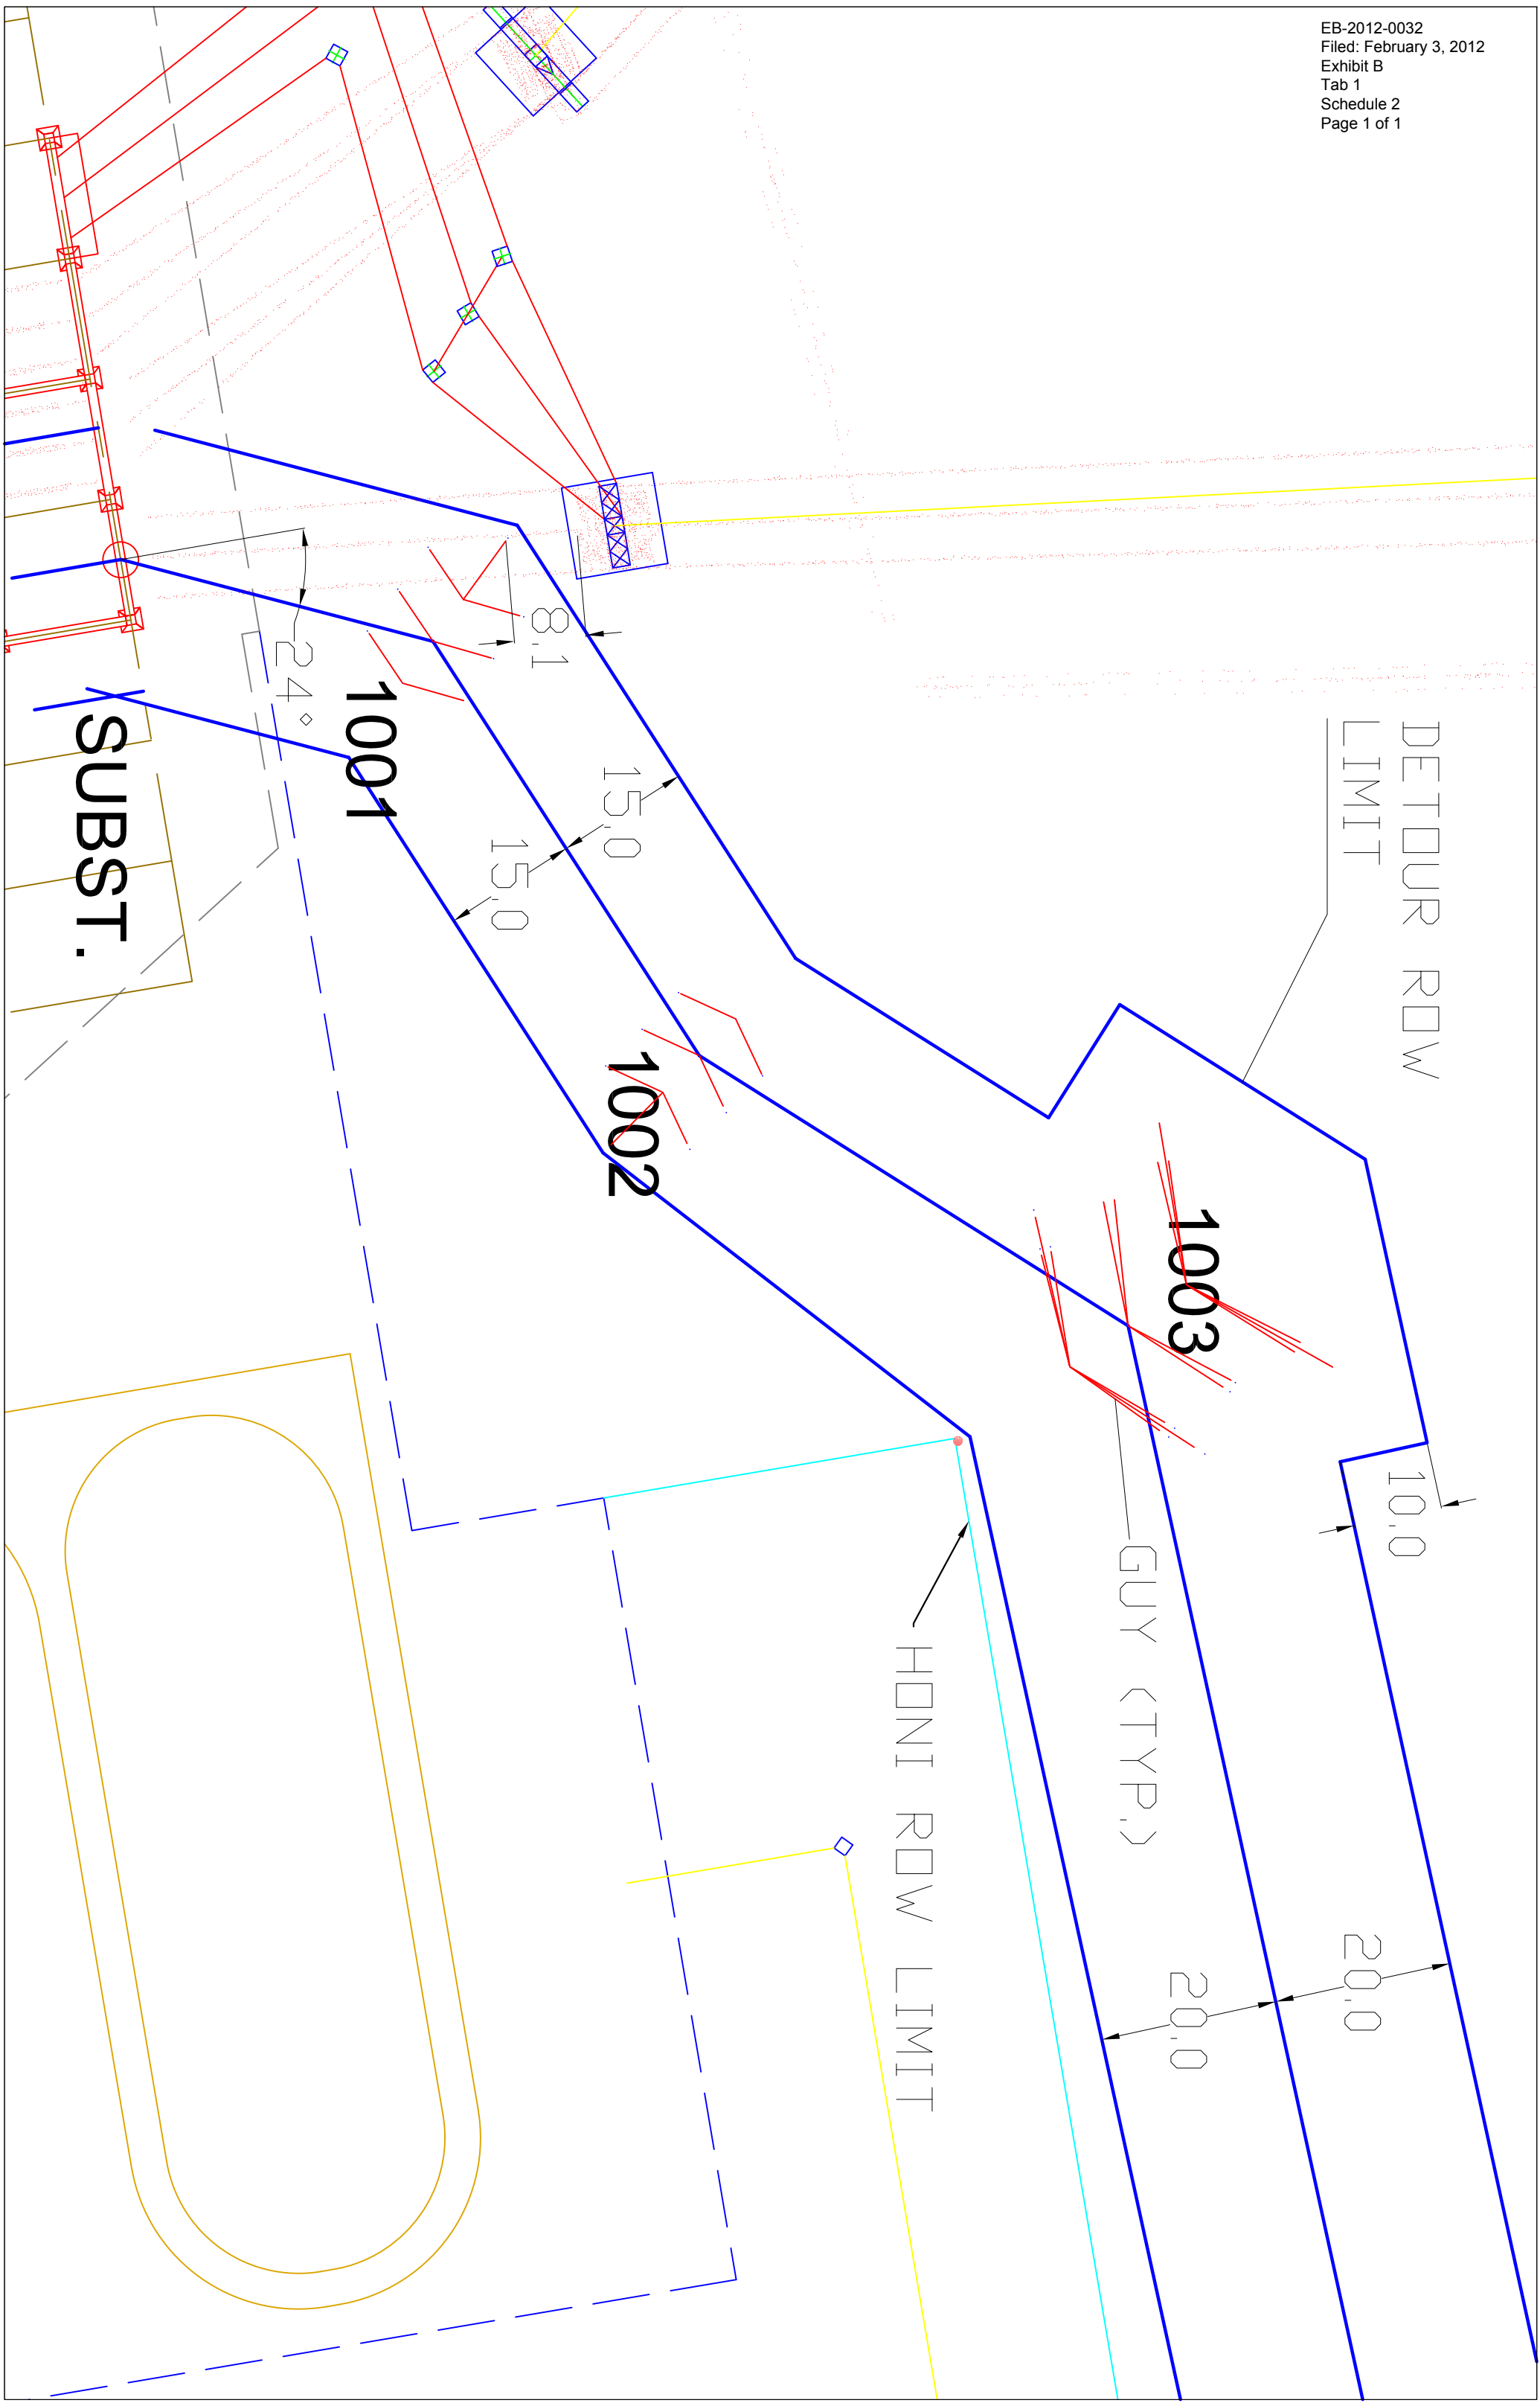 EB-2012-0032
Filed: February 3, 2012
Exhibit B
Tab 1
Schedule 2
Page 1 of 1
DETOUR ROW
LIMIT
8.1
24°
1001
SUBST.
15.0
15.0
1002
1003
10.0
GUY (TYP.)
HONI ROW LIMIT
20.0
20.0